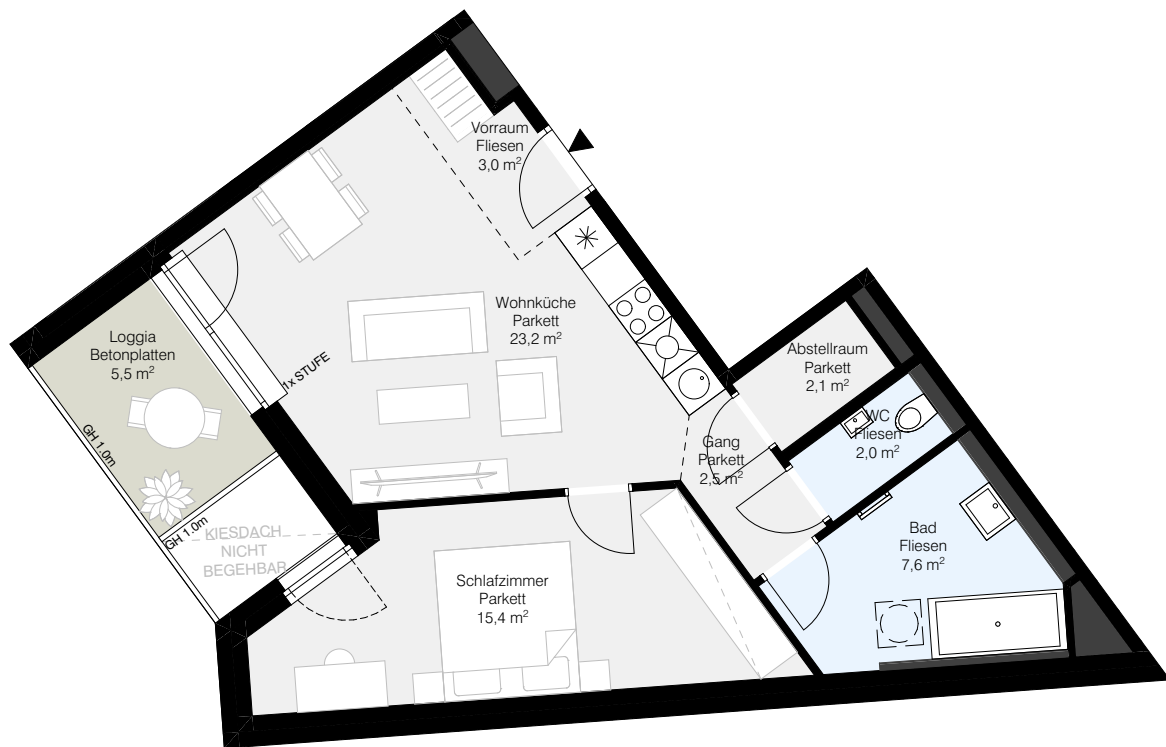 Vorraum
Fliesen
3,0 m²
Wohnküche
Parkett
23,2 m²
Loggia
Betonplatten
5,5 m²
1x STUFE
Abstellraum
Parkett
2,1 m²
WC
Fliesen
2,0 m²
Gang
Parkett
2,5 m²
GH 1.0m
GH 1.0m
KIESDACH
NICHT
BEGEHBAR
Bad
Fliesen
7,6 m²
Schlafzimmer
Parkett
15,4 m²